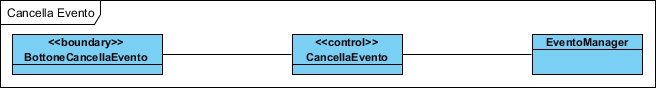 Cancella Evento
<<boundary>>
BottoneCancellaEvento
<<control>>
CancellaEvento
EventoManager